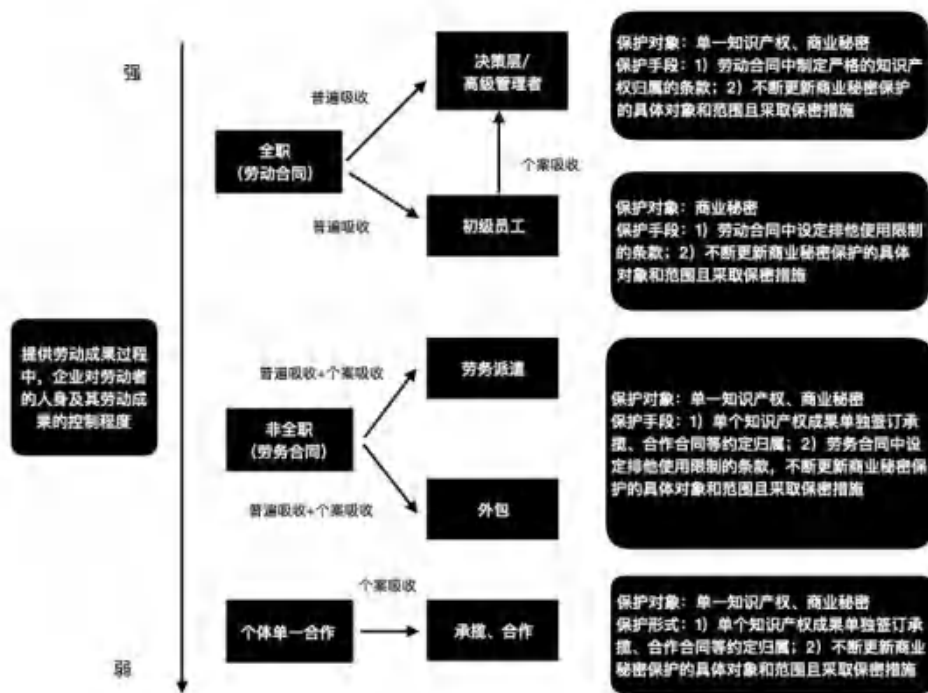 强
决策层/
高级管理者
保护对象：单一知识产权、商业秘密
保护手段：1）劳动合同中制定严格的知识产
权归属的条款；2）不断更新商业秘密保护
的具体对象和范围且采取保密措施
普遍吸收
全职
（劳动合同）
个案吸收
普遍吸收
初级员工
保护对象：商业秘密
保护手段：1）劳动合同中设定排他使用限制
的条款；2）不断更新商业秘密保护的具体
对象和范围且采取保密措施
提供劳动成果过程
中，企业对劳动者
的人身及其劳动成
果的控制程度
普遍吸收+个案吸收
劳务派遣
非全职
（劳务合同）
普遍吸收+个案吸收
外包
保护对象：单一知识产权、商业秘密
保护手段：1）单个知识产权成果单独签订承
揽、合作合同等约定归属；2）劳务合同中设
定排他使用限制的条款，不断更新商业秘密保
护的具体对象和范围且采取保密措施
个案吸收
个体单一合作
承揽、合作
保护对象：单一知识产权、商业秘密
保护形式：1）单个知识产权成果单独签订承
揽、合作合同等约定归属；2）不断更新商业
秘密保护的具体对象和范围且采取保密措施
弱